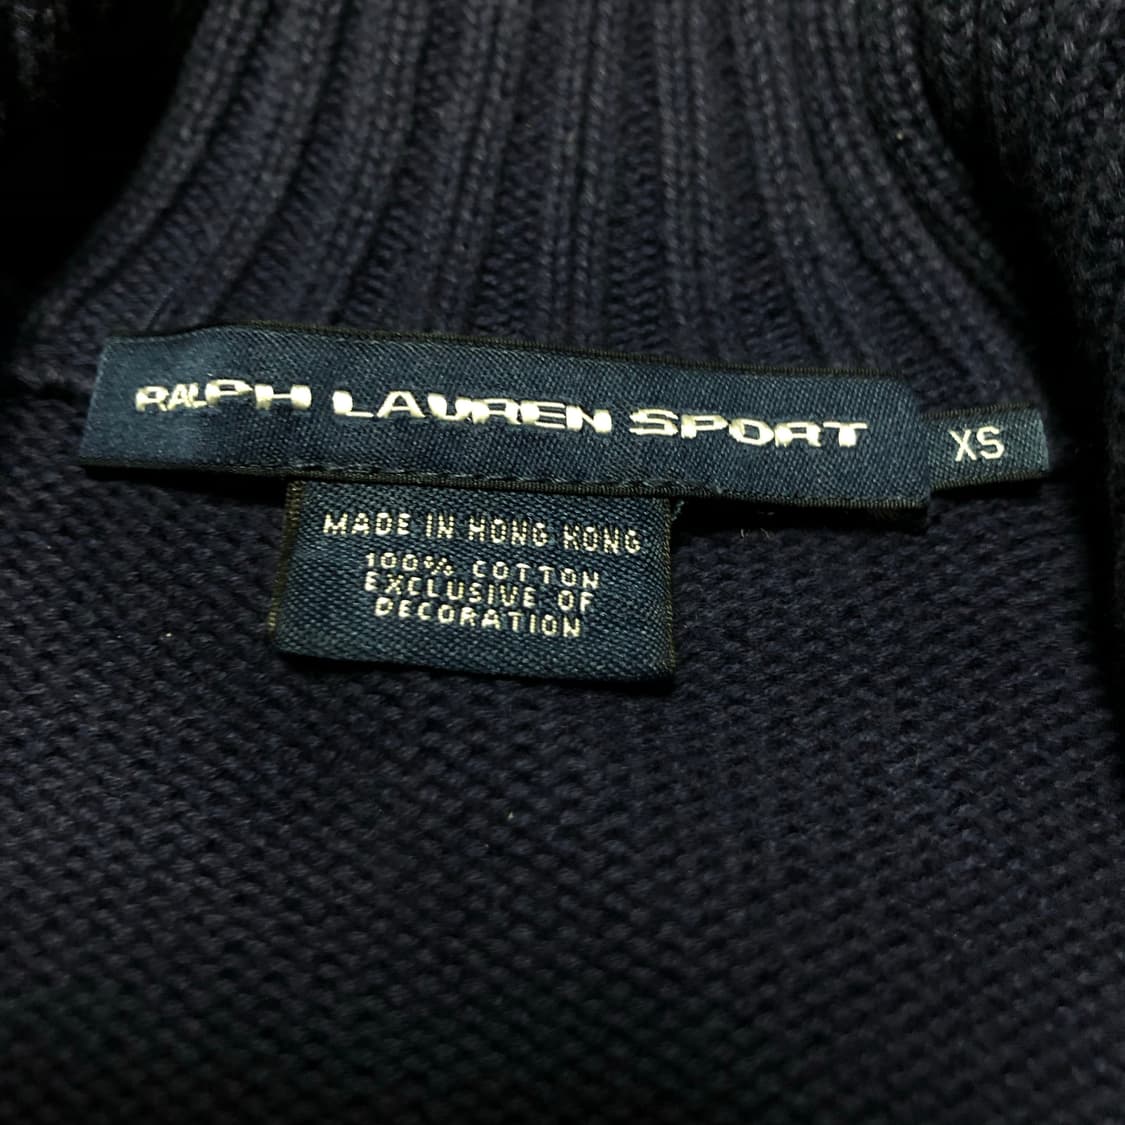 RALPH LAUREN SPORT
XS
MADE IN HONG KONG
100% COTTON
EXCLUSIVE OF
DECORATION